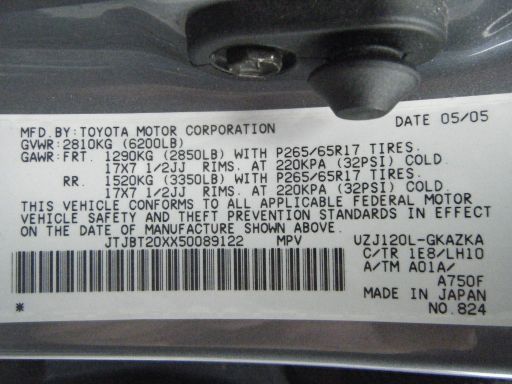 MFD.BY:TOYOTA MOTOR CORPORATION DATE 05/05
GVWR:2810KG (6200LB)
GAWR:FRT. 1290KG (2850LB) WITH P265/65R17 TIRES.
17X7 1/2JJ RIMS. AT 220KPA (32PSI) COLD.
RR. 1520KG (3350LB) WITH P265/65R17 TIRES.
17X7 1/2JJ RIMS. AT 220KPA (32PSI) COLD.
THIS VEHICLE CONFORMS TO ALL APPLICABLE FEDERAL MOTOR
VEHICLE SAFETY AND THEFT PREVENTION STANDARDS IN EFFECT
ON THE DATE OF MANUFACTURE SHOWN ABOVE.
JTJBT20XX50089122 MPV UZJ120L-GKAZKA
C/TR 1E8/LH10
A/TM A01A/
A750F
MADE IN JAPAN
* NO.824